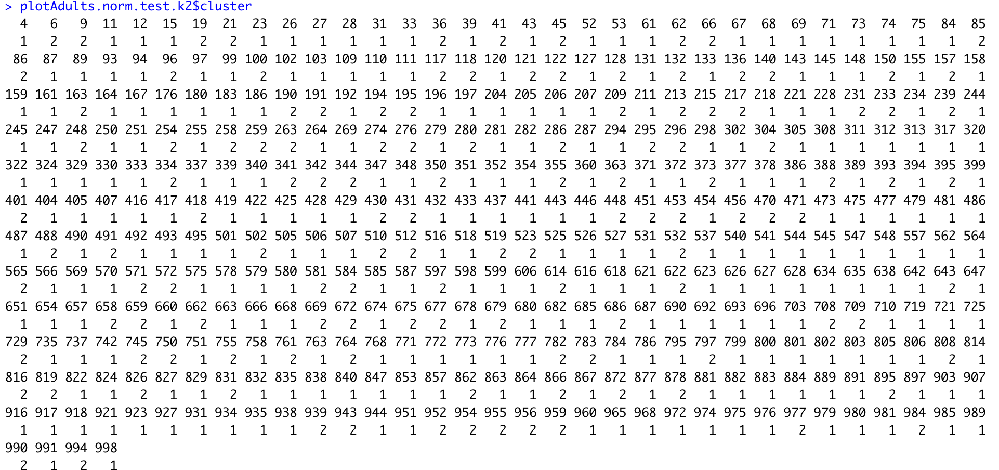 > plotAdults.norm.test.k2$cluster
4 6 9 11 12 15 19 21 23 26 27 28 31 33 36 39 41 43 45 52 53 61 62 66 67 68 69 71 73 74 75 84 85
1 2 2 1 1 1 2 2 1 1 1 1 1 1 2 1 2 1 2 1 1 1 2 2 1 1 1 1 1 1 1 1 2
86 87 89 93 94 96 97 99 100 102 103 109 110 111 117 118 120 121 122 127 128 131 132 133 136 140 143 145 148 150 155 157 158
2 1 1 1 1 2 1 1 2 1 1 1 1 1 2 2 1 2 2 1 2 1 2 1 2 2 1 1 1 2 1 2 1
159 161 163 164 167 176 180 183 186 190 191 192 194 195 196 197 204 205 206 207 209 211 213 215 217 218 221 228 231 233 234 239 244
1 1 2 1 1 1 1 1 1 2 2 1 2 2 1 1 1 1 1 1 2 1 2 2 2 1 1 1 2 2 1 2 1
245 247 248 250 251 254 255 258 259 263 264 269 274 276 279 280 281 282 286 287 294 295 296 298 302 304 305 308 311 312 313 317 320
1 1 2 1 1 2 1 2 2 2 1 1 2 2 1 2 1 1 2 1 1 2 2 1 1 2 1 1 1 1 1 1 1
322 324 329 330 333 334 337 339 340 341 342 344 347 348 350 351 352 354 355 360 363 371 372 373 377 378 386 388 389 393 394 395 399
1 1 1 1 1 2 1 1 1 2 2 2 1 1 2 1 1 1 2 1 2 1 1 2 1 1 1 2 1 2 1 2 1
401 404 405 407 416 417 418 419 422 425 428 429 430 431 432 433 437 441 443 446 448 451 453 454 456 470 471 473 475 477 479 481 486
2 1 1 1 1 1 2 1 1 1 1 1 2 2 1 1 1 1 1 1 2 2 2 1 2 2 2 1 1 1 1 1 1
487 488 490 491 492 493 495 501 502 505 506 507 510 512 516 518 519 523 525 526 527 531 532 537 540 541 544 545 547 548 557 562 564
1 2 1 2 1 1 1 1 2 1 1 1 2 2 1 1 2 2 1 1 1 1 2 1 1 1 1 1 1 1 1 1 1
565 566 569 570 571 572 575 578 579 580 581 584 585 587 597 598 599 606 614 616 618 621 622 623 626 627 628 634 635 638 642 643 647
2 1 1 1 2 2 1 1 1 1 2 2 1 1 2 1 1 1 2 1 1 1 2 1 1 1 1 1 1 1 1 2 1
651 654 657 658 659 660 662 663 666 668 669 672 674 675 677 678 679 680 682 685 686 687 690 692 693 696 703 708 709 710 719 721 725
1 1 1 2 2 1 2 1 1 1 2 2 1 2 2 1 2 1 1 1 2 1 1 1 1 1 1 2 2 1 1 1 1
729 735 737 742 745 750 751 755 758 761 763 764 768 771 772 773 776 777 782 783 784 786 795 797 799 800 801 802 803 805 806 808 814
2 1 1 1 2 2 1 2 1 2 1 2 1 1 1 1 1 1 2 2 1 1 1 2 1 1 1 1 1 1 1 2 1
816 819 822 824 826 827 829 831 832 835 838 840 847 853 857 862 863 864 866 867 872 877 878 881 882 883 884 889 891 895 897 903 907
2 2 1 1 2 1 1 2 1 1 1 1 1 1 1 2 1 1 2 1 2 1 2 1 1 1 1 1 1 2 1 1 1
916 917 918 921 923 927 931 934 935 938 939 943 944 951 952 954 955 956 959 960 965 968 972 974 975 976 977 979 980 981 984 985 989
1 1 1 1 1 1 1 1 1 1 2 2 1 1 2 2 2 2 2 1 1 1 1 1 1 1 2 1 1 1 2 1 1
990 991 994 998
2 1 2 1